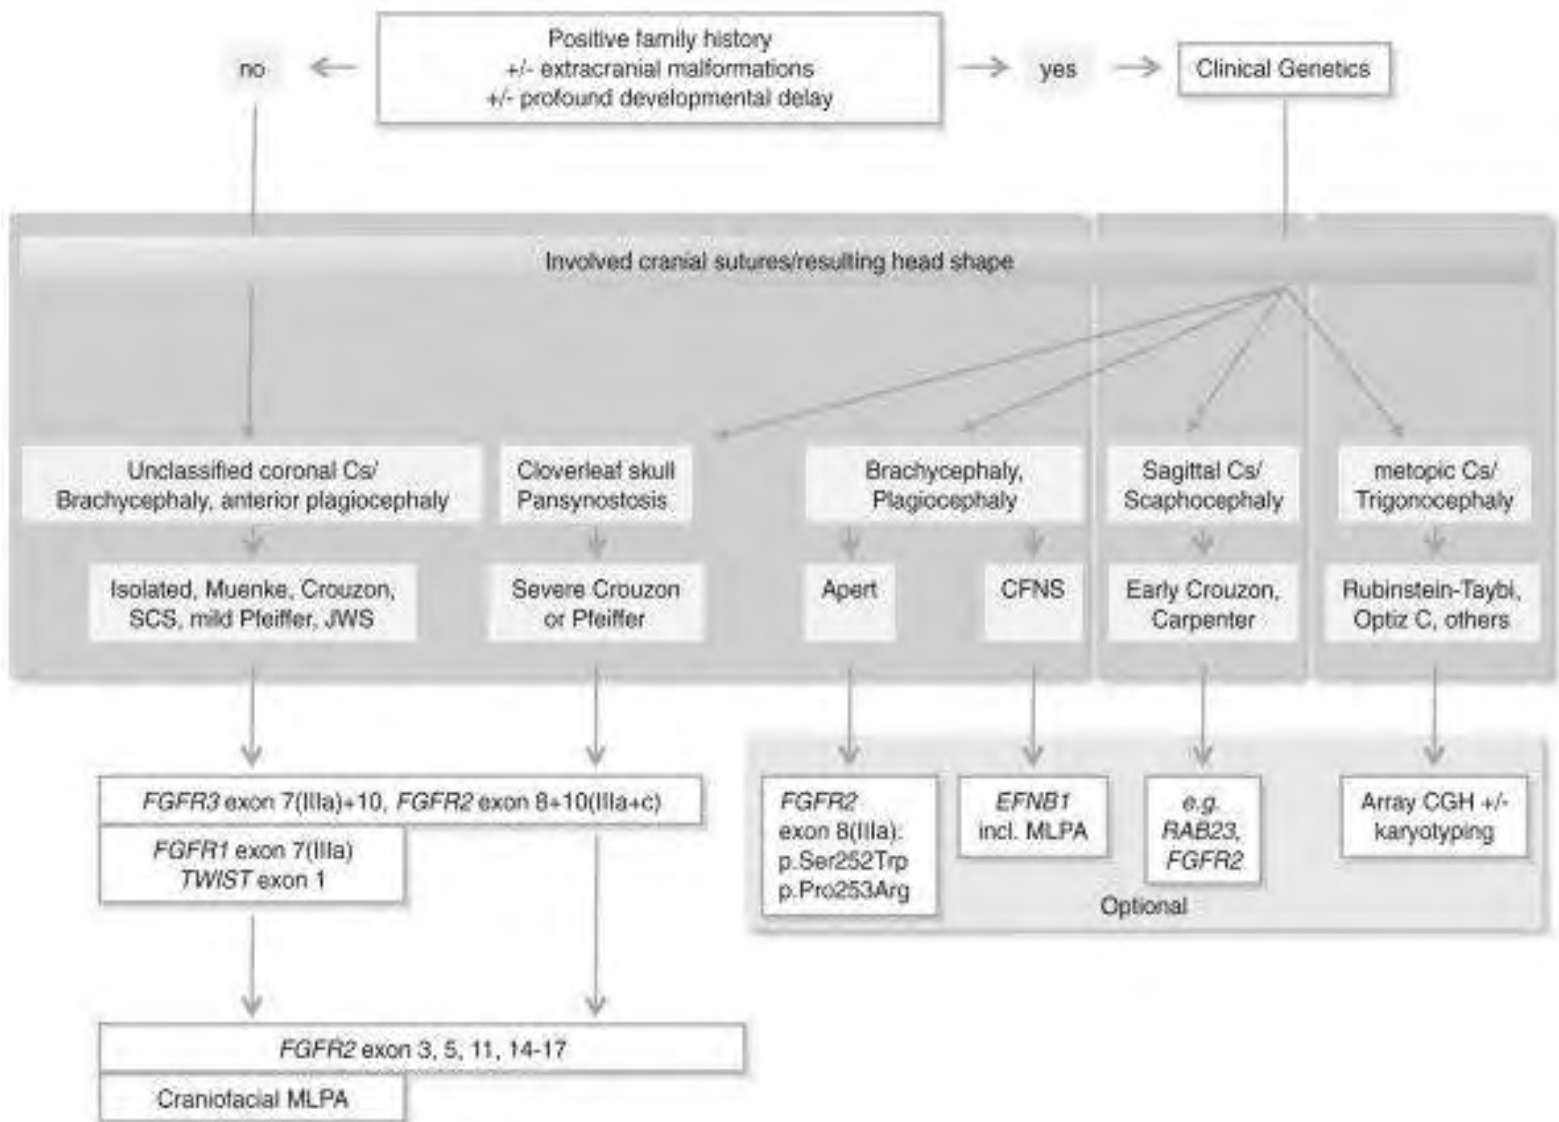 Positive family history
+/- extracranial malformations
+/- profound developmental delay
no
yes
Clinical Genetics
Involved cranial sutures/resulting head shape
Unclassified coronal Cs/
Brachycephaly, anterior plagiocephaly
Cloverleaf skull
Pansynostosis
Brachycephaly,
Plagiocephaly
Sagittal Cs/
Scaphocephaly
metopic Cs/
Trigonocephaly
Isolated, Muenke, Crouzon,
SCS, mild Pfeiffer, JWS
Severe Crouzon
or Pfeiffer
Apert
CFNS
Early Crouzon,
Carpenter
Rubinstein-Taybi,
Optiz C, others
FGFR3 exon 7(IIIa)+10, FGFR2 exon 8+10(IIIa+c)
FGFR1 exon 7(IIIa)
TWIST exon 1
FGFR2
exon 8(IIIa):
p.Ser252Trp
p.Pro253Arg
EFNB1
incl. MLPA
e.g.
RAB23,
FGFR2
Array CGH +/-
karyotyping
Optional
FGFR2 exon 3, 5, 11, 14-17
Craniofacial MLPA